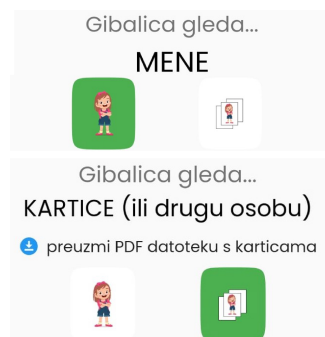 Gibalica gleda...
MENE
Gibalica gleda...
KARTICE (ili drugu osobu)
preuzmi PDF datoteku s karticama